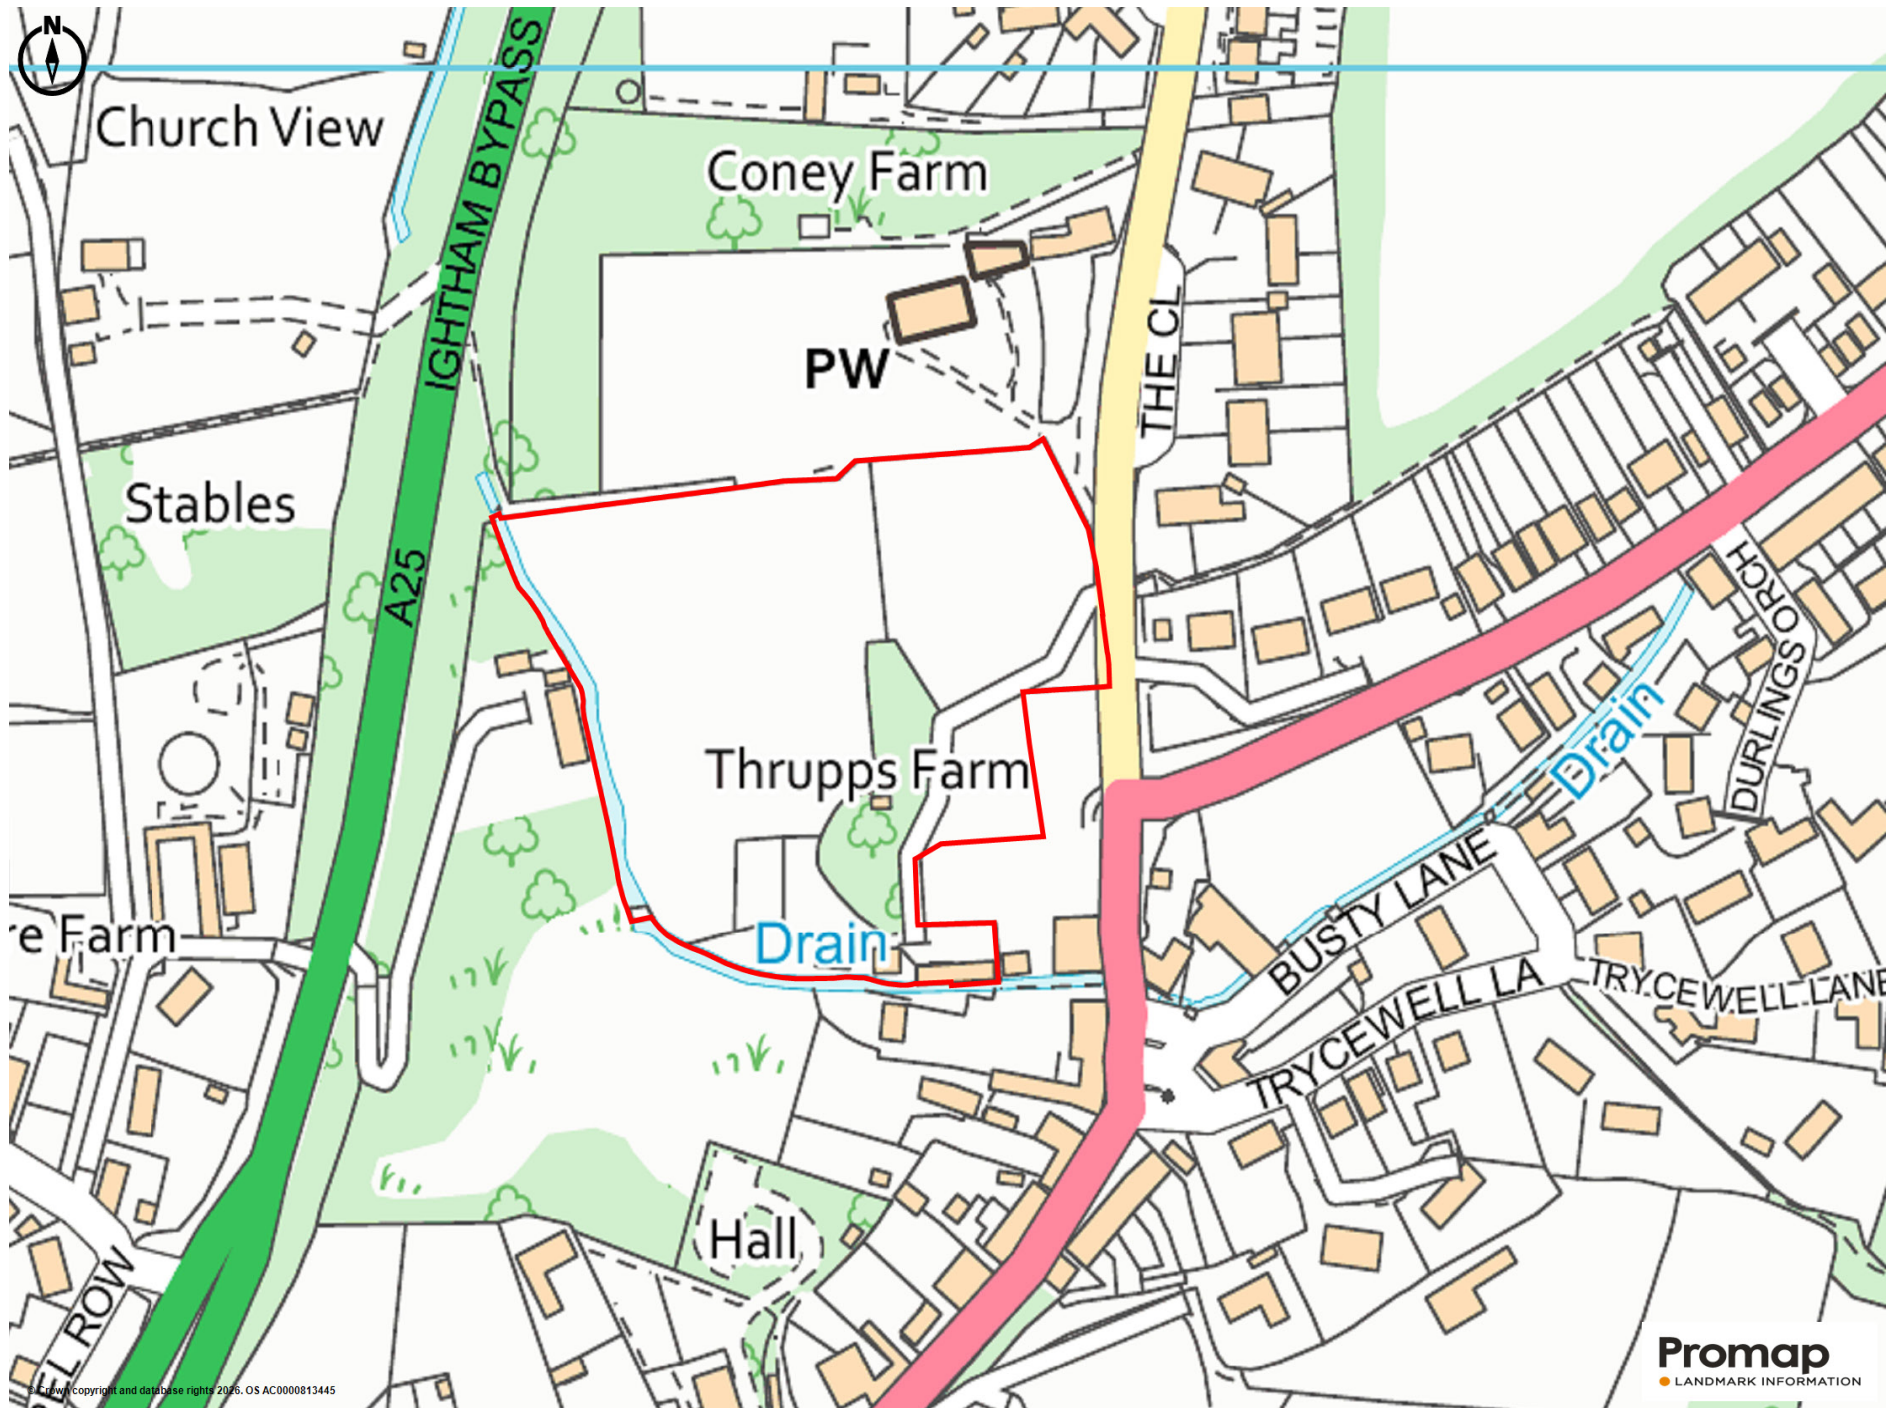 N
Church View
IGHTHAM BYPASS
Coney Farm
PW
THE CL
Stables
A25
DURLINGS ORCH
Drain
Thrupps Farm
re Farm
Drain
BUSTY LANE
TRYCEWELL LA
TRYCEWELL LANE
Hall
EL ROW
© Crown copyright and database rights 2026. OS AC0000813445
Promap
LANDMARK INFORMATION